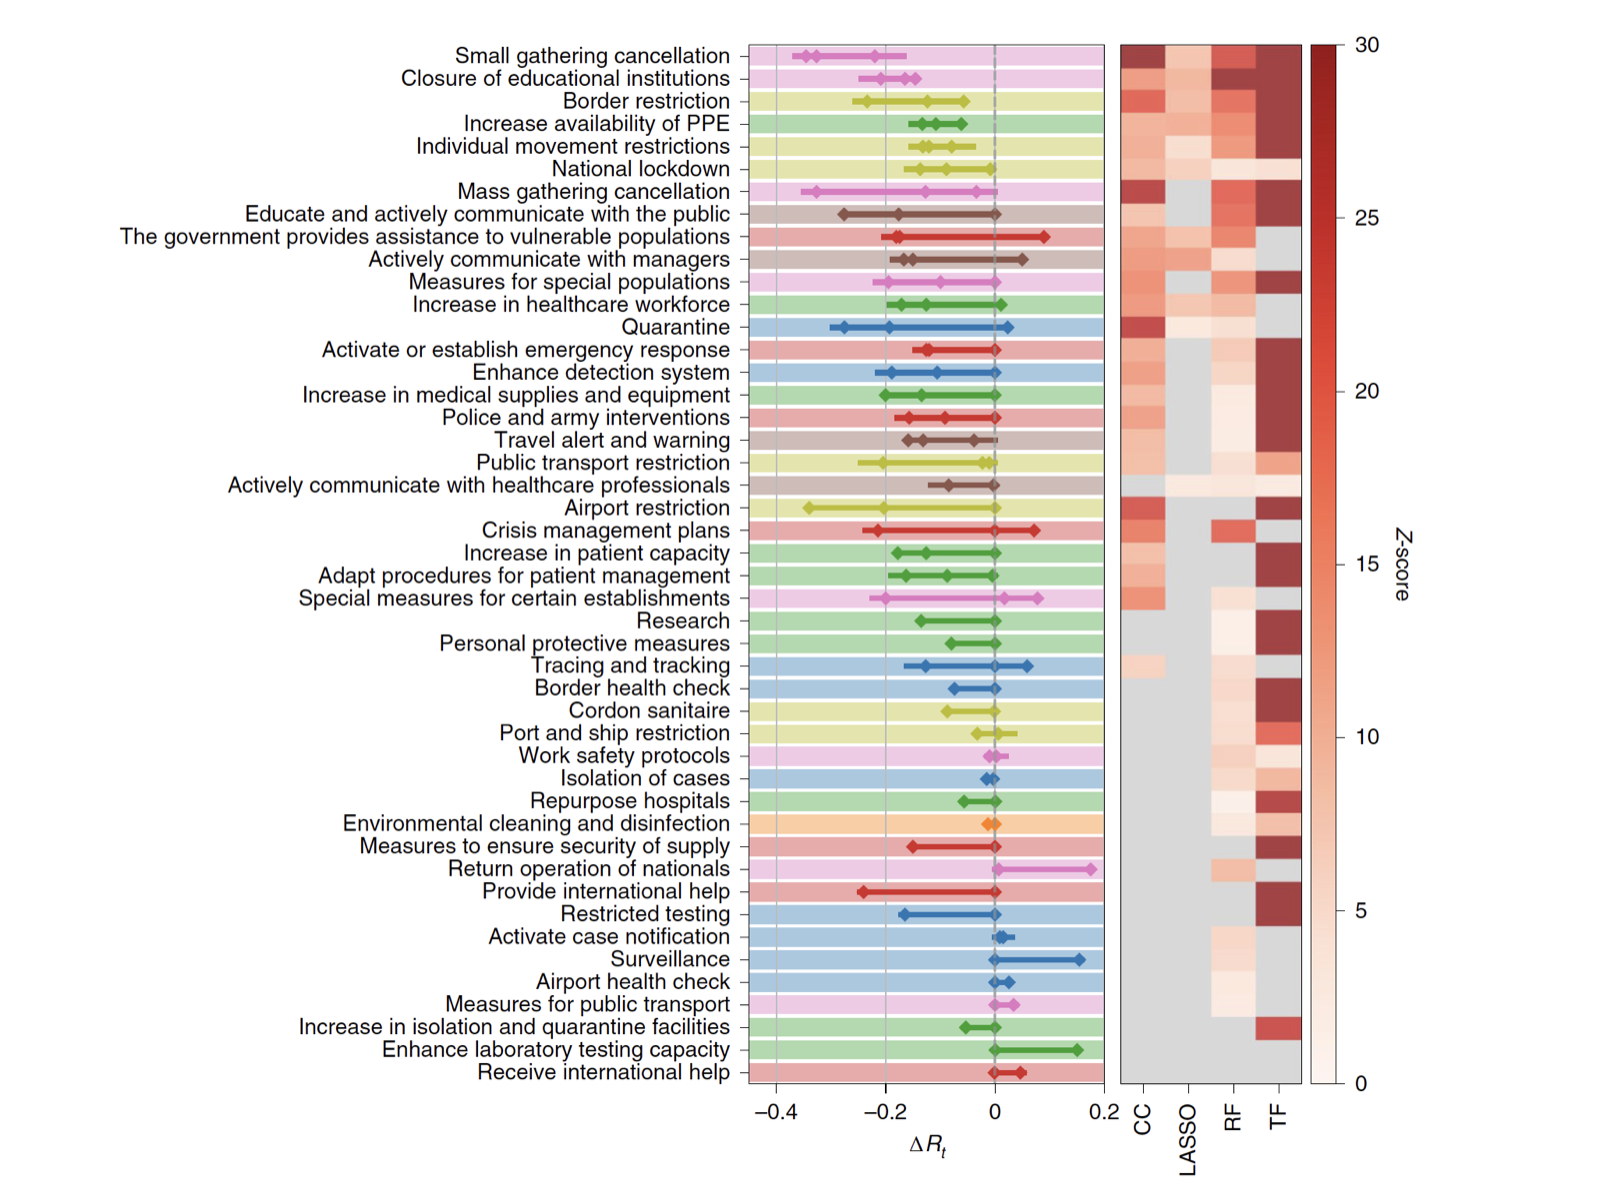 Small gathering cancellation
Closure of educational institutions
Border restriction
Increase availability of PPE
Individual movement restrictions
National lockdown
Mass gathering cancellation
Educate and actively communicate with the public
The government provides assistance to vulnerable populations
Actively communicate with managers
Measures for special populations
Increase in healthcare workforce
Quarantine
Activate or establish emergency response
Enhance detection system
Increase in medical supplies and equipment
Police and army interventions
Travel alert and warning
Public transport restriction
Actively communicate with healthcare professionals
Airport restriction
Crisis management plans
Increase in patient capacity
Adapt procedures for patient management
Special measures for certain establishments
Research
Personal protective measures
Tracing and tracking
Border health check
Cordon sanitaire
Port and ship restriction
Work safety protocols
Isolation of cases
Repurpose hospitals
Environmental cleaning and disinfection
Measures to ensure security of supply
Return operation of nationals
Provide international help
Restricted testing
Activate case notification
Surveillance
Airport health check
Measures for public transport
Increase in isolation and quarantine facilities
Enhance laboratory testing capacity
Receive international help
−0.4 −0.2 0 0.2
ΔRt
CC LASSO RF TF
30
25
20
15
10
5
0
Z-score